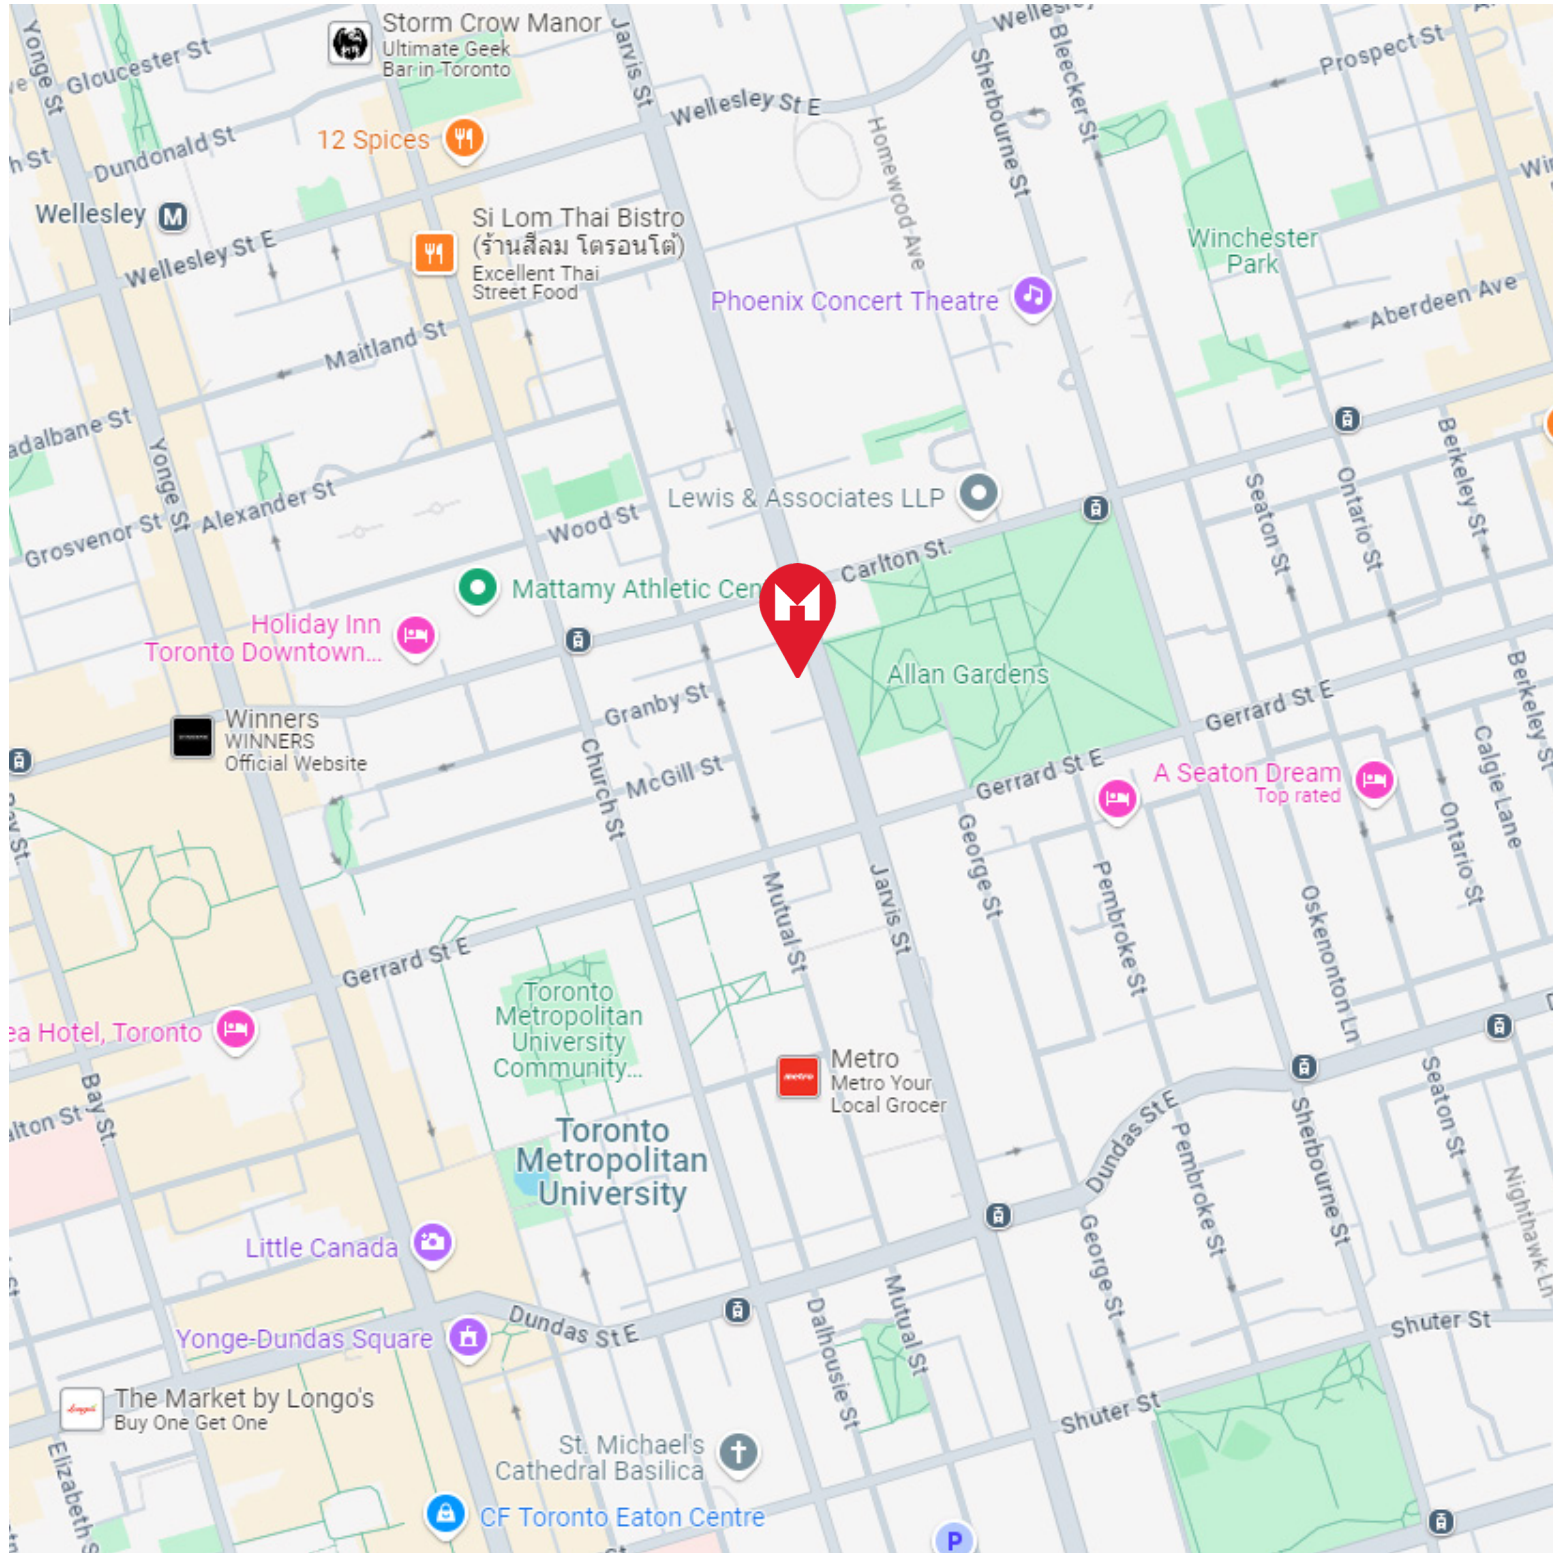 Storm Crow Manor
Ultimate Geek
Bar in Toronto
Jarvis St
Wellesley
Bleecker St
Prospect St
Yonge St
Gloucester St
Sherbourne St
Wellesley St E
12 Spices
Dundonald St
h St
Homewood Ave
Wellesley
M
Si Lom Thai Bistro
(ร้านสีลม โตรอนโต้)
Excellent Thai
Street Food
Wellesley St E
Winchester
Park
Phoenix Concert Theatre
Aberdeen Ave
Maitland St
adalbane St
Yonge St
Berkeley St
Alexander St
Grosvenor St
Wood St
Lewis & Associates LLP
Seaton St
Ontario St
Carlton St.
Mattamy Athletic Cen
M
Holiday Inn
Toronto Downtown...
Allan Gardens
Granby St
Gerrard St E
Berkeley St
Winners
WINNERS
Official Website
Church St
McGill St
Gerrard St E
A Seaton Dream
Top rated
Calgie Lane
Ontario St
George St
Pembroke St
Jarvis St
Mutual St
Oskenonton Ln
Gerrard St E
Toronto
Metropolitan
University
Community...
ea Hotel, Toronto
Metro
Metro Your
Local Grocer
metro
Bay St.
alton St
Toronto
Metropolitan
University
Dundas St E
Pembroke St
Sherbourne St
Seaton St
Nighthawk Ln
Little Canada
George St
Mutual St
Dalhousie St
Dundas St E
Yonge-Dundas Square
Shuter St
The Market by Longo's
Buy One Get One
Longo's
Shuter St
St. Michael's
Cathedral Basilica
Elizabeth S
CF Toronto Eaton Centre
P